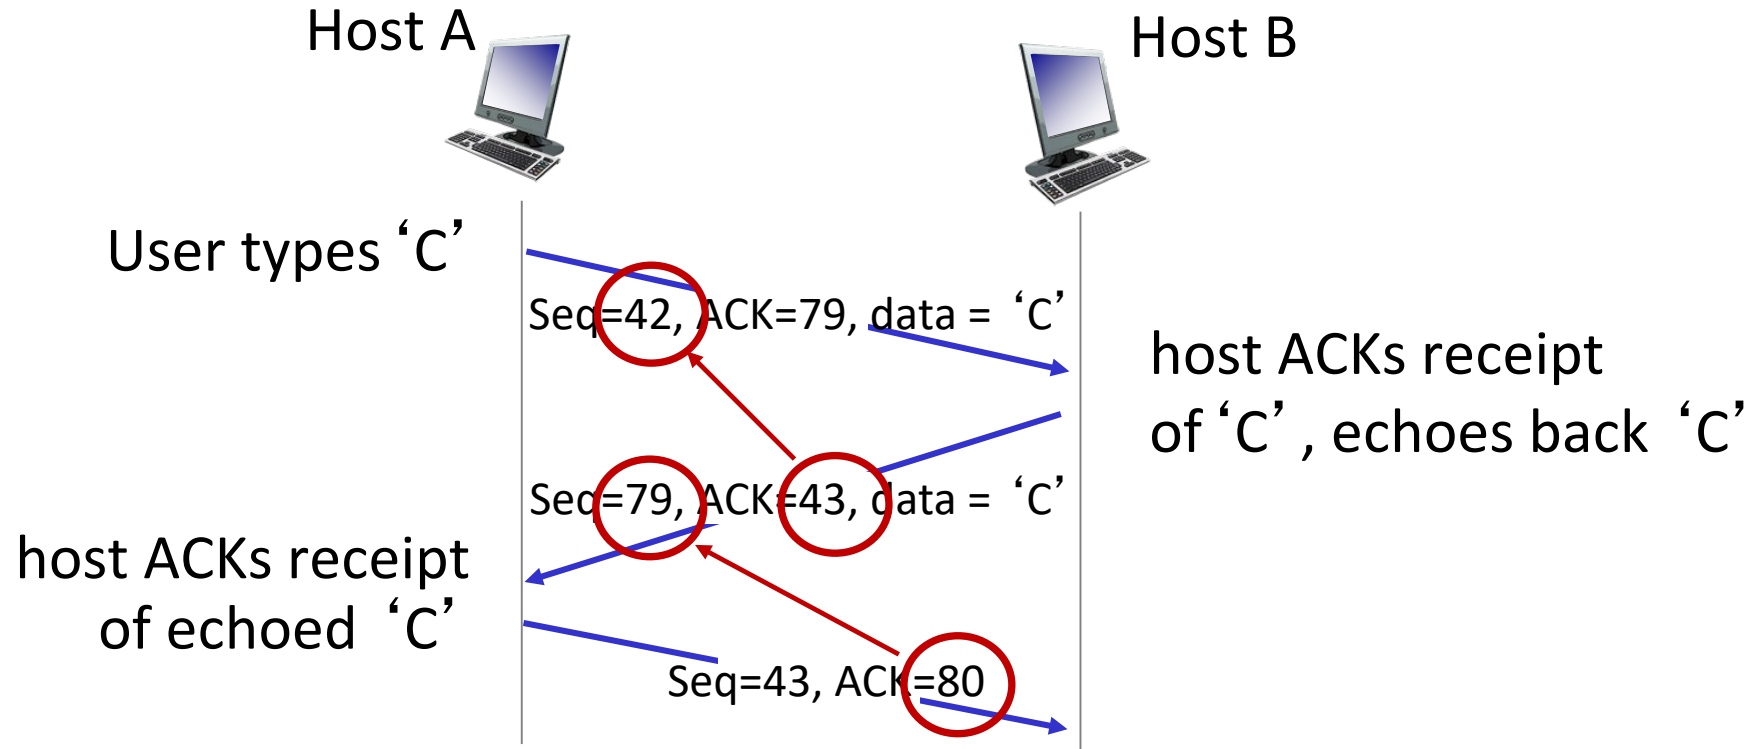 Host A
Host B
User types ‘C’
Seq=42, ACK=79, data = ‘C’
host ACKs receipt
of ‘C’, echoes back ‘C’
Seq=79, ACK=43, data = ‘C’
host ACKs receipt
of echoed ‘C’
Seq=43, ACK=80